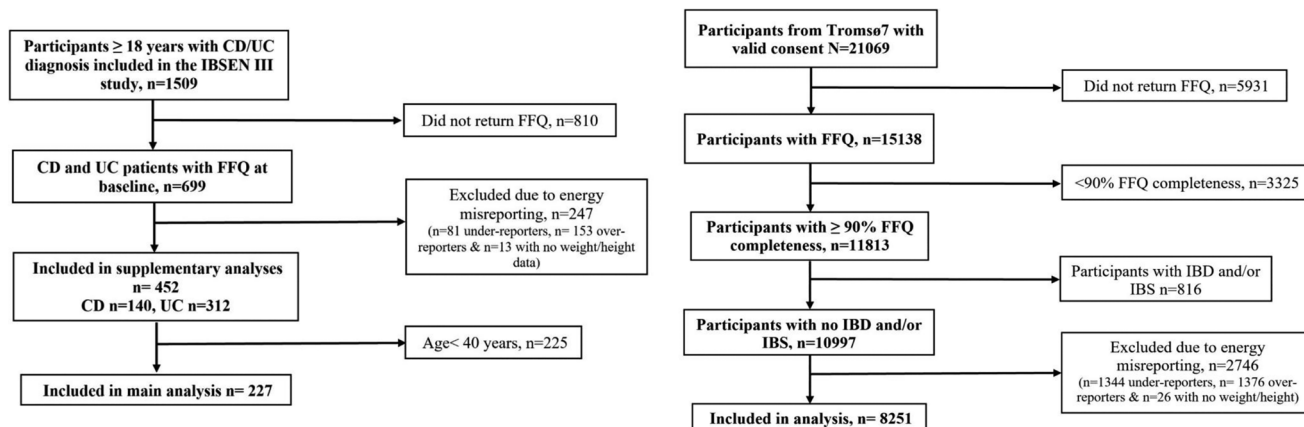 Participants ≥ 18 years with CD/UC
diagnosis included in the IBSEN III
study, n=1509
Did not return FFQ, n=810
CD and UC patients with FFQ at
baseline, n=699
Excluded due to energy
misreporting, n=247
(n=81 under-reporters, n= 153 over-
reporters & n=13 with no weight/height
data)
Included in supplementary analyses
n= 452
CD n=140, UC n=312
Age< 40 years, n=225
Included in main analysis n= 227
Participants from Tromsø7 with
valid consent N=21069
Did not return FFQ, n=5931
Participants with FFQ, n=15138
<90% FFQ completeness, n=3325
Participants with ≥ 90% FFQ
completeness, n=11813
Participants with IBD and/or
IBS n=816
Participants with no IBD and/or
IBS, n=10997
Excluded due to energy
misreporting, n=2746
(n=1344 under-reporters, n= 1376 over-
reporters & n=26 with no weight/height)
Included in analysis, n= 8251